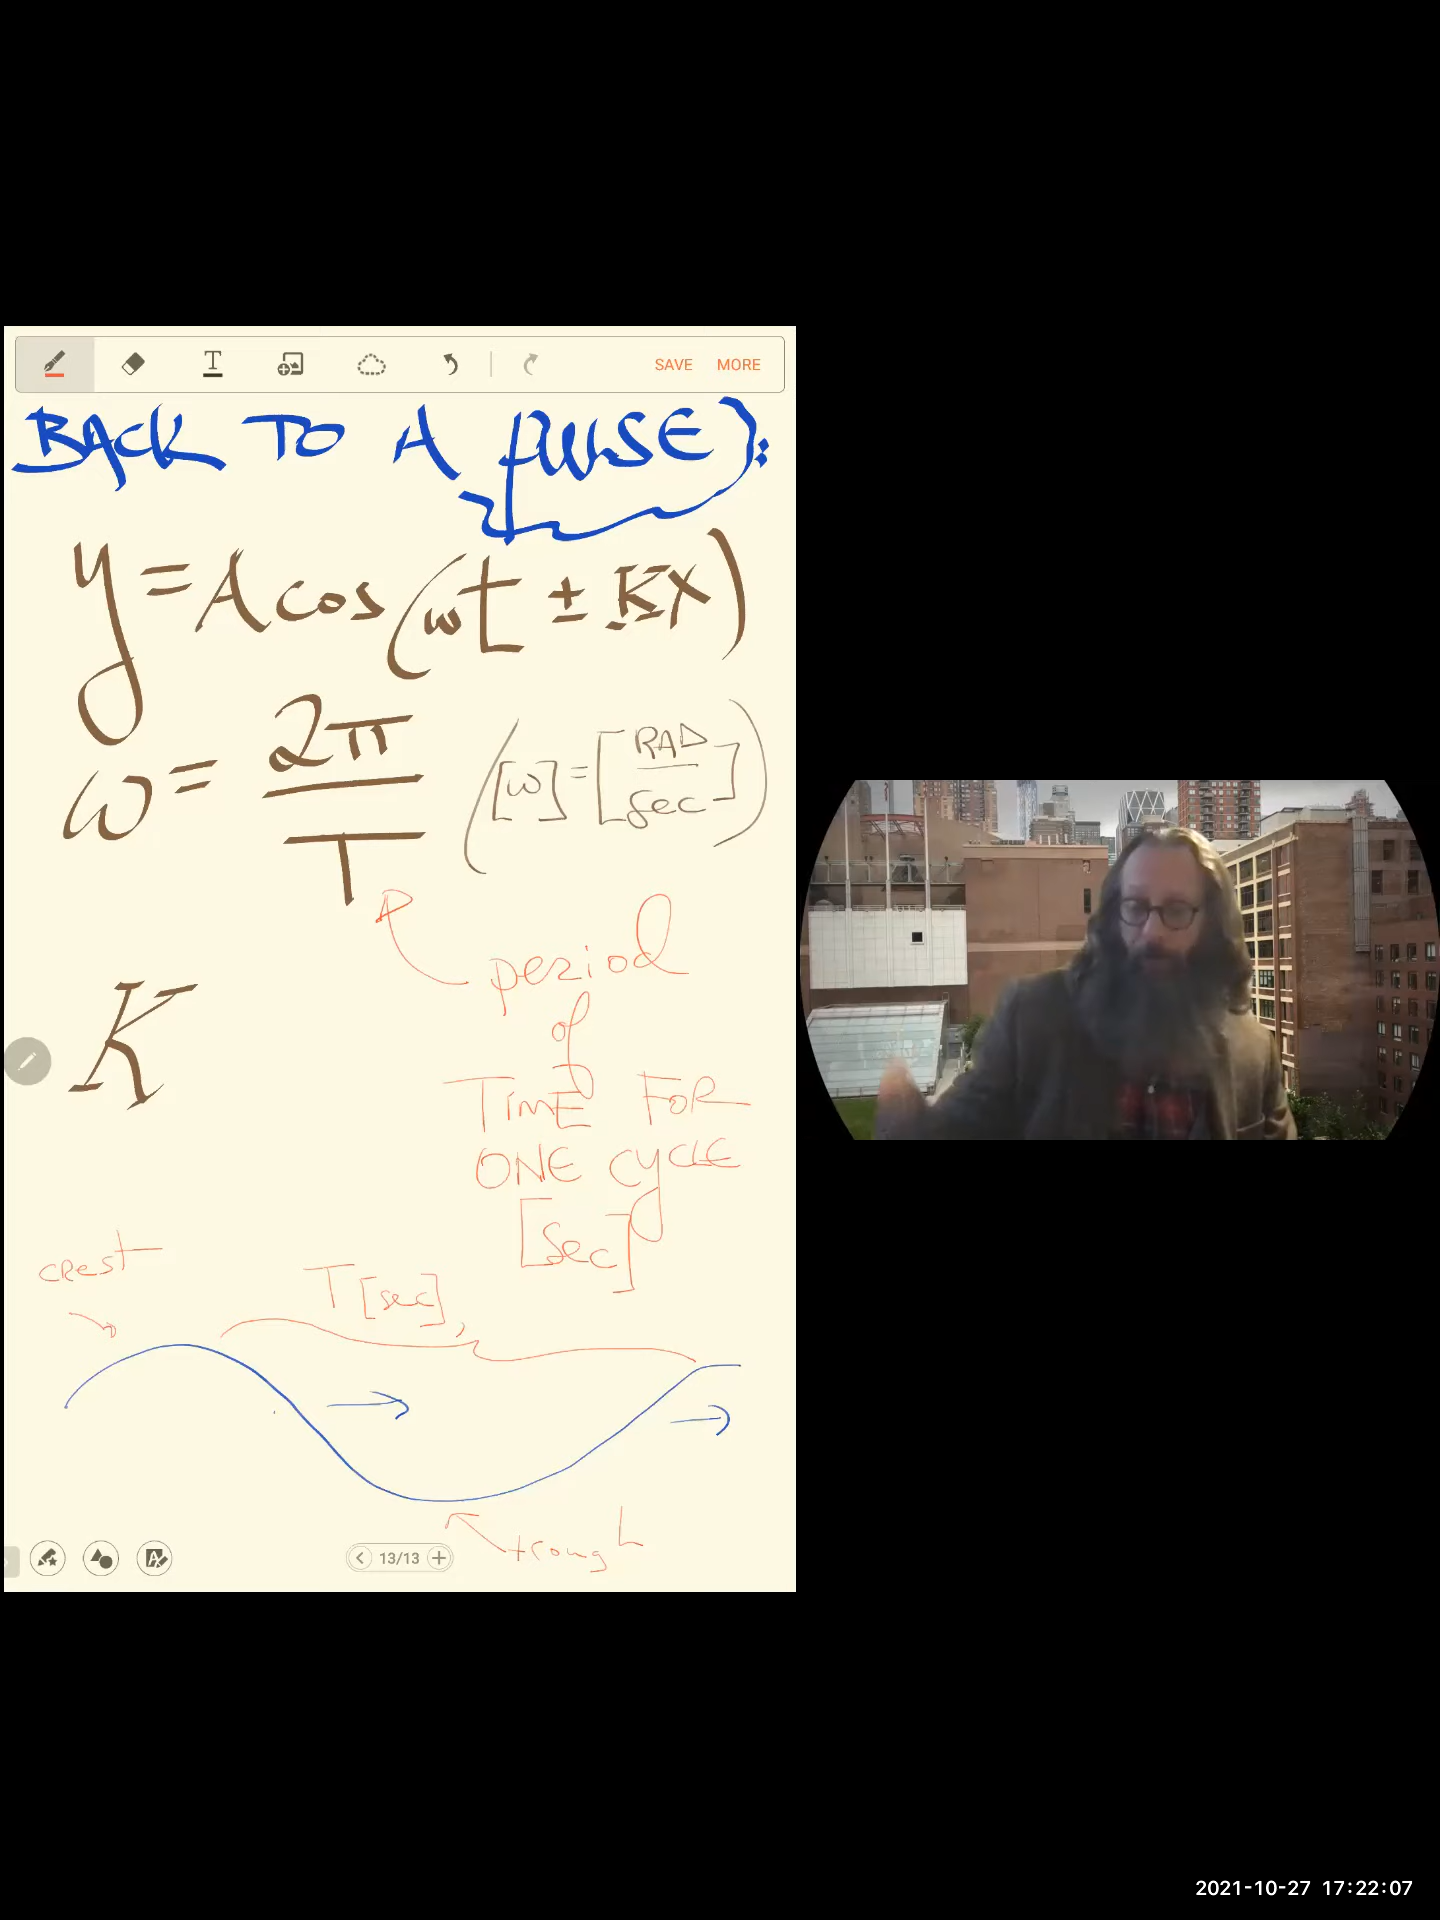 SAVE MORE
BACK TO A PULSE:
y = A cos(ωt ± Kx)
ω = 2π / T ([ω] = [RAD / sec])
period
of
TIME FOR
ONE CYCLE
[sec]
K
crest
T [sec],
trough
13/13
2021-10-27 17:22:07